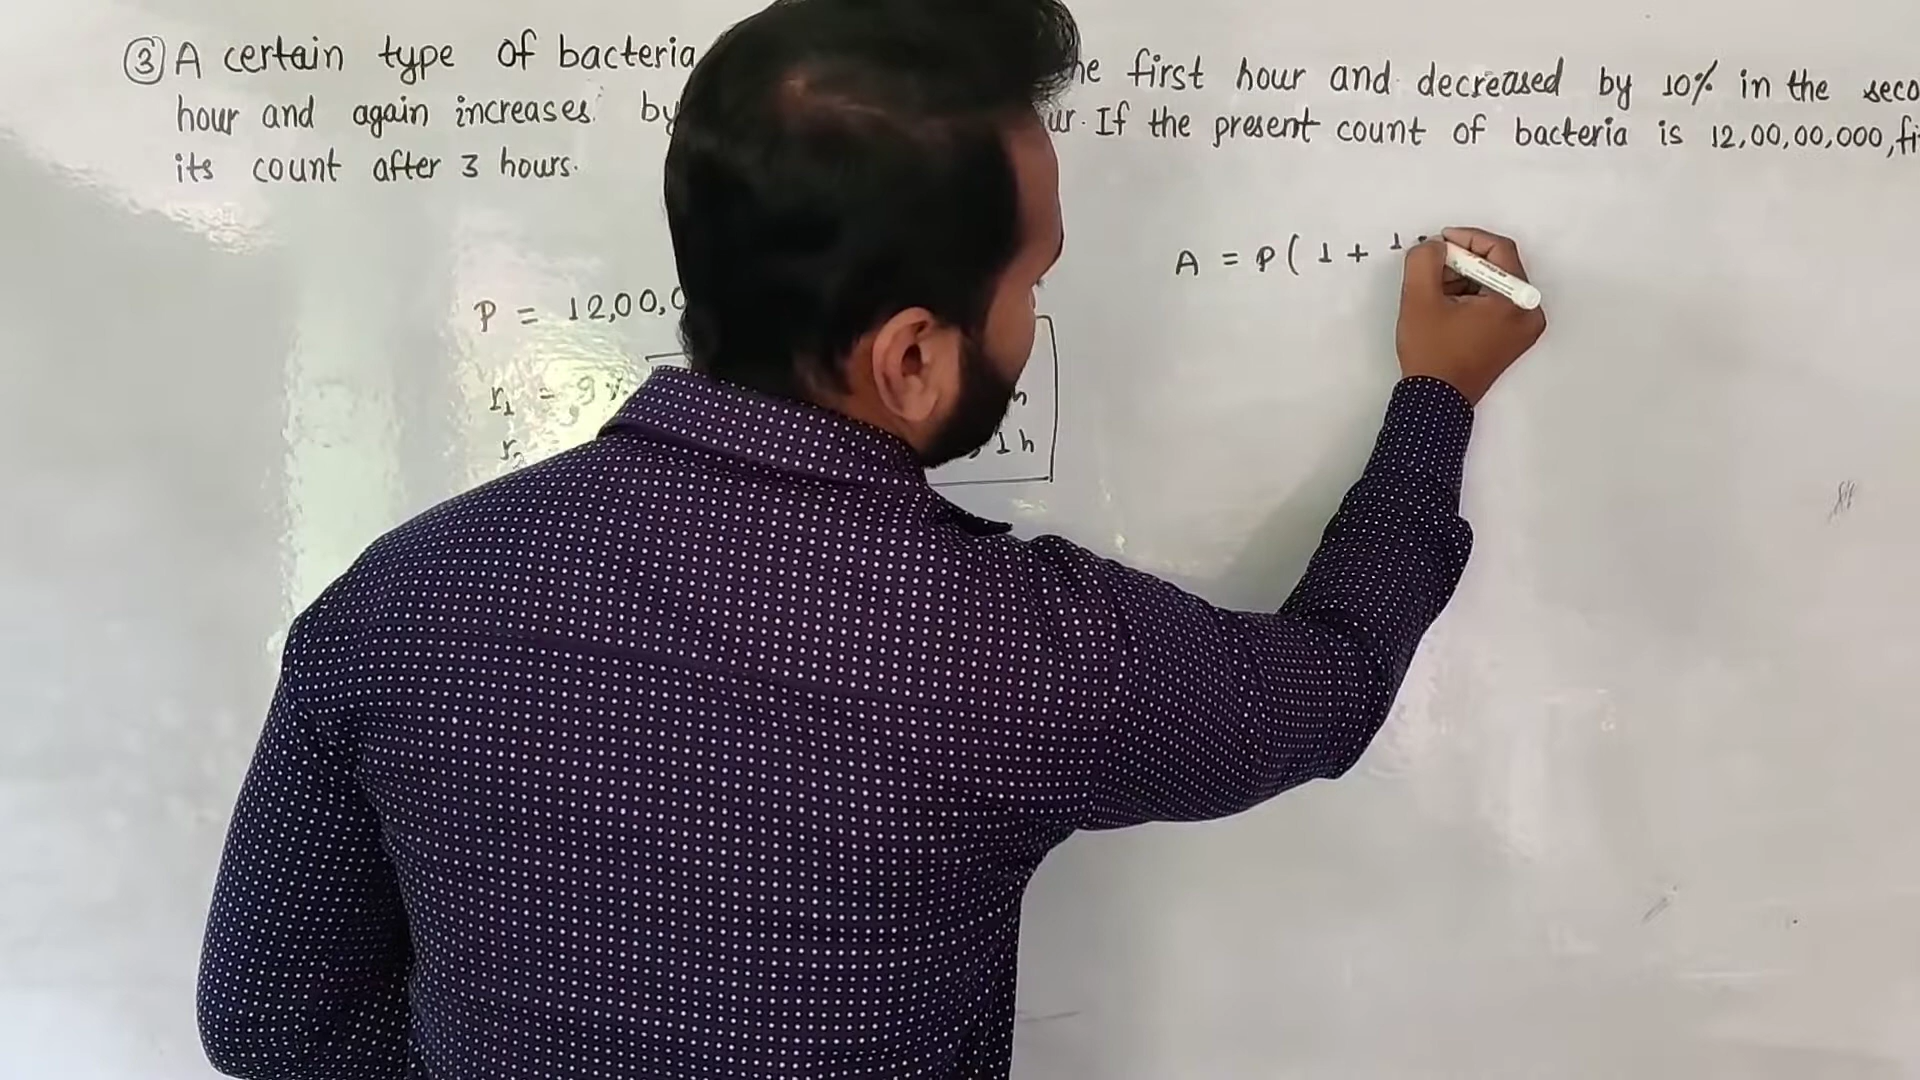 ③ A certain type of bacteria he first hour and decreased by 10% in the seco
hour and again increases by ur. If the present count of bacteria is 12,00,00,000, fi
its count after 3 hours.
A = P ( 1 + 1
P = 12,00,0
r₁ = 9 %
h
r₂ , 1 h